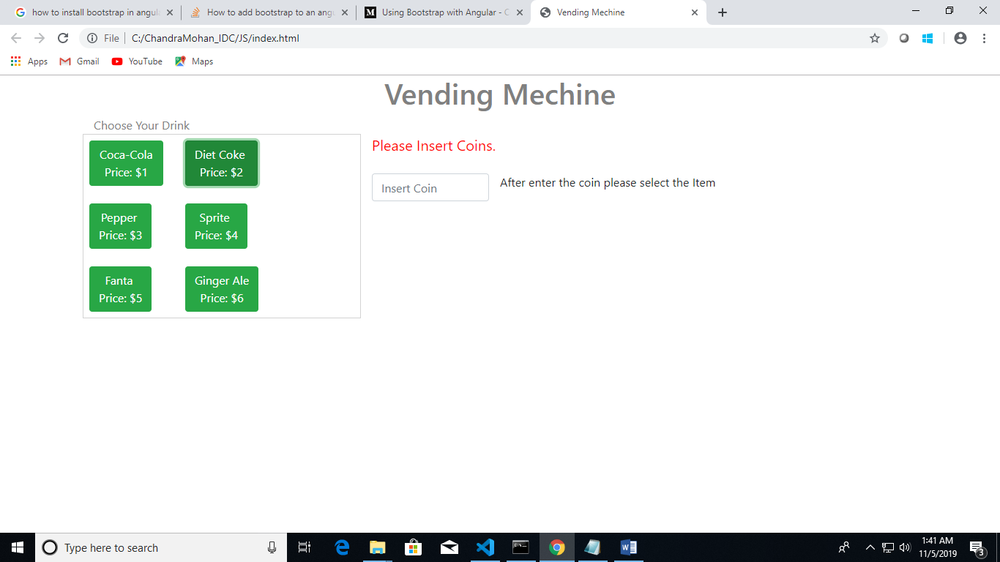 how to install bootstrap in angula
How to add bootstrap to an angu
Using Bootstrap with Angular - C
Vending Mechine
File
C:/ChandraMohan_IDC/JS/index.html
Apps
Gmail
YouTube
Maps
Vending Mechine
Choose Your Drink
Coca-Cola
Price: $1
Diet Coke
Price: $2
Pepper
Price: $3
Sprite
Price: $4
Fanta
Price: $5
Ginger Ale
Price: $6
Please Insert Coins.
Insert Coin
After enter the coin please select the Item
Type here to search
1:41 AM
11/5/2019
3